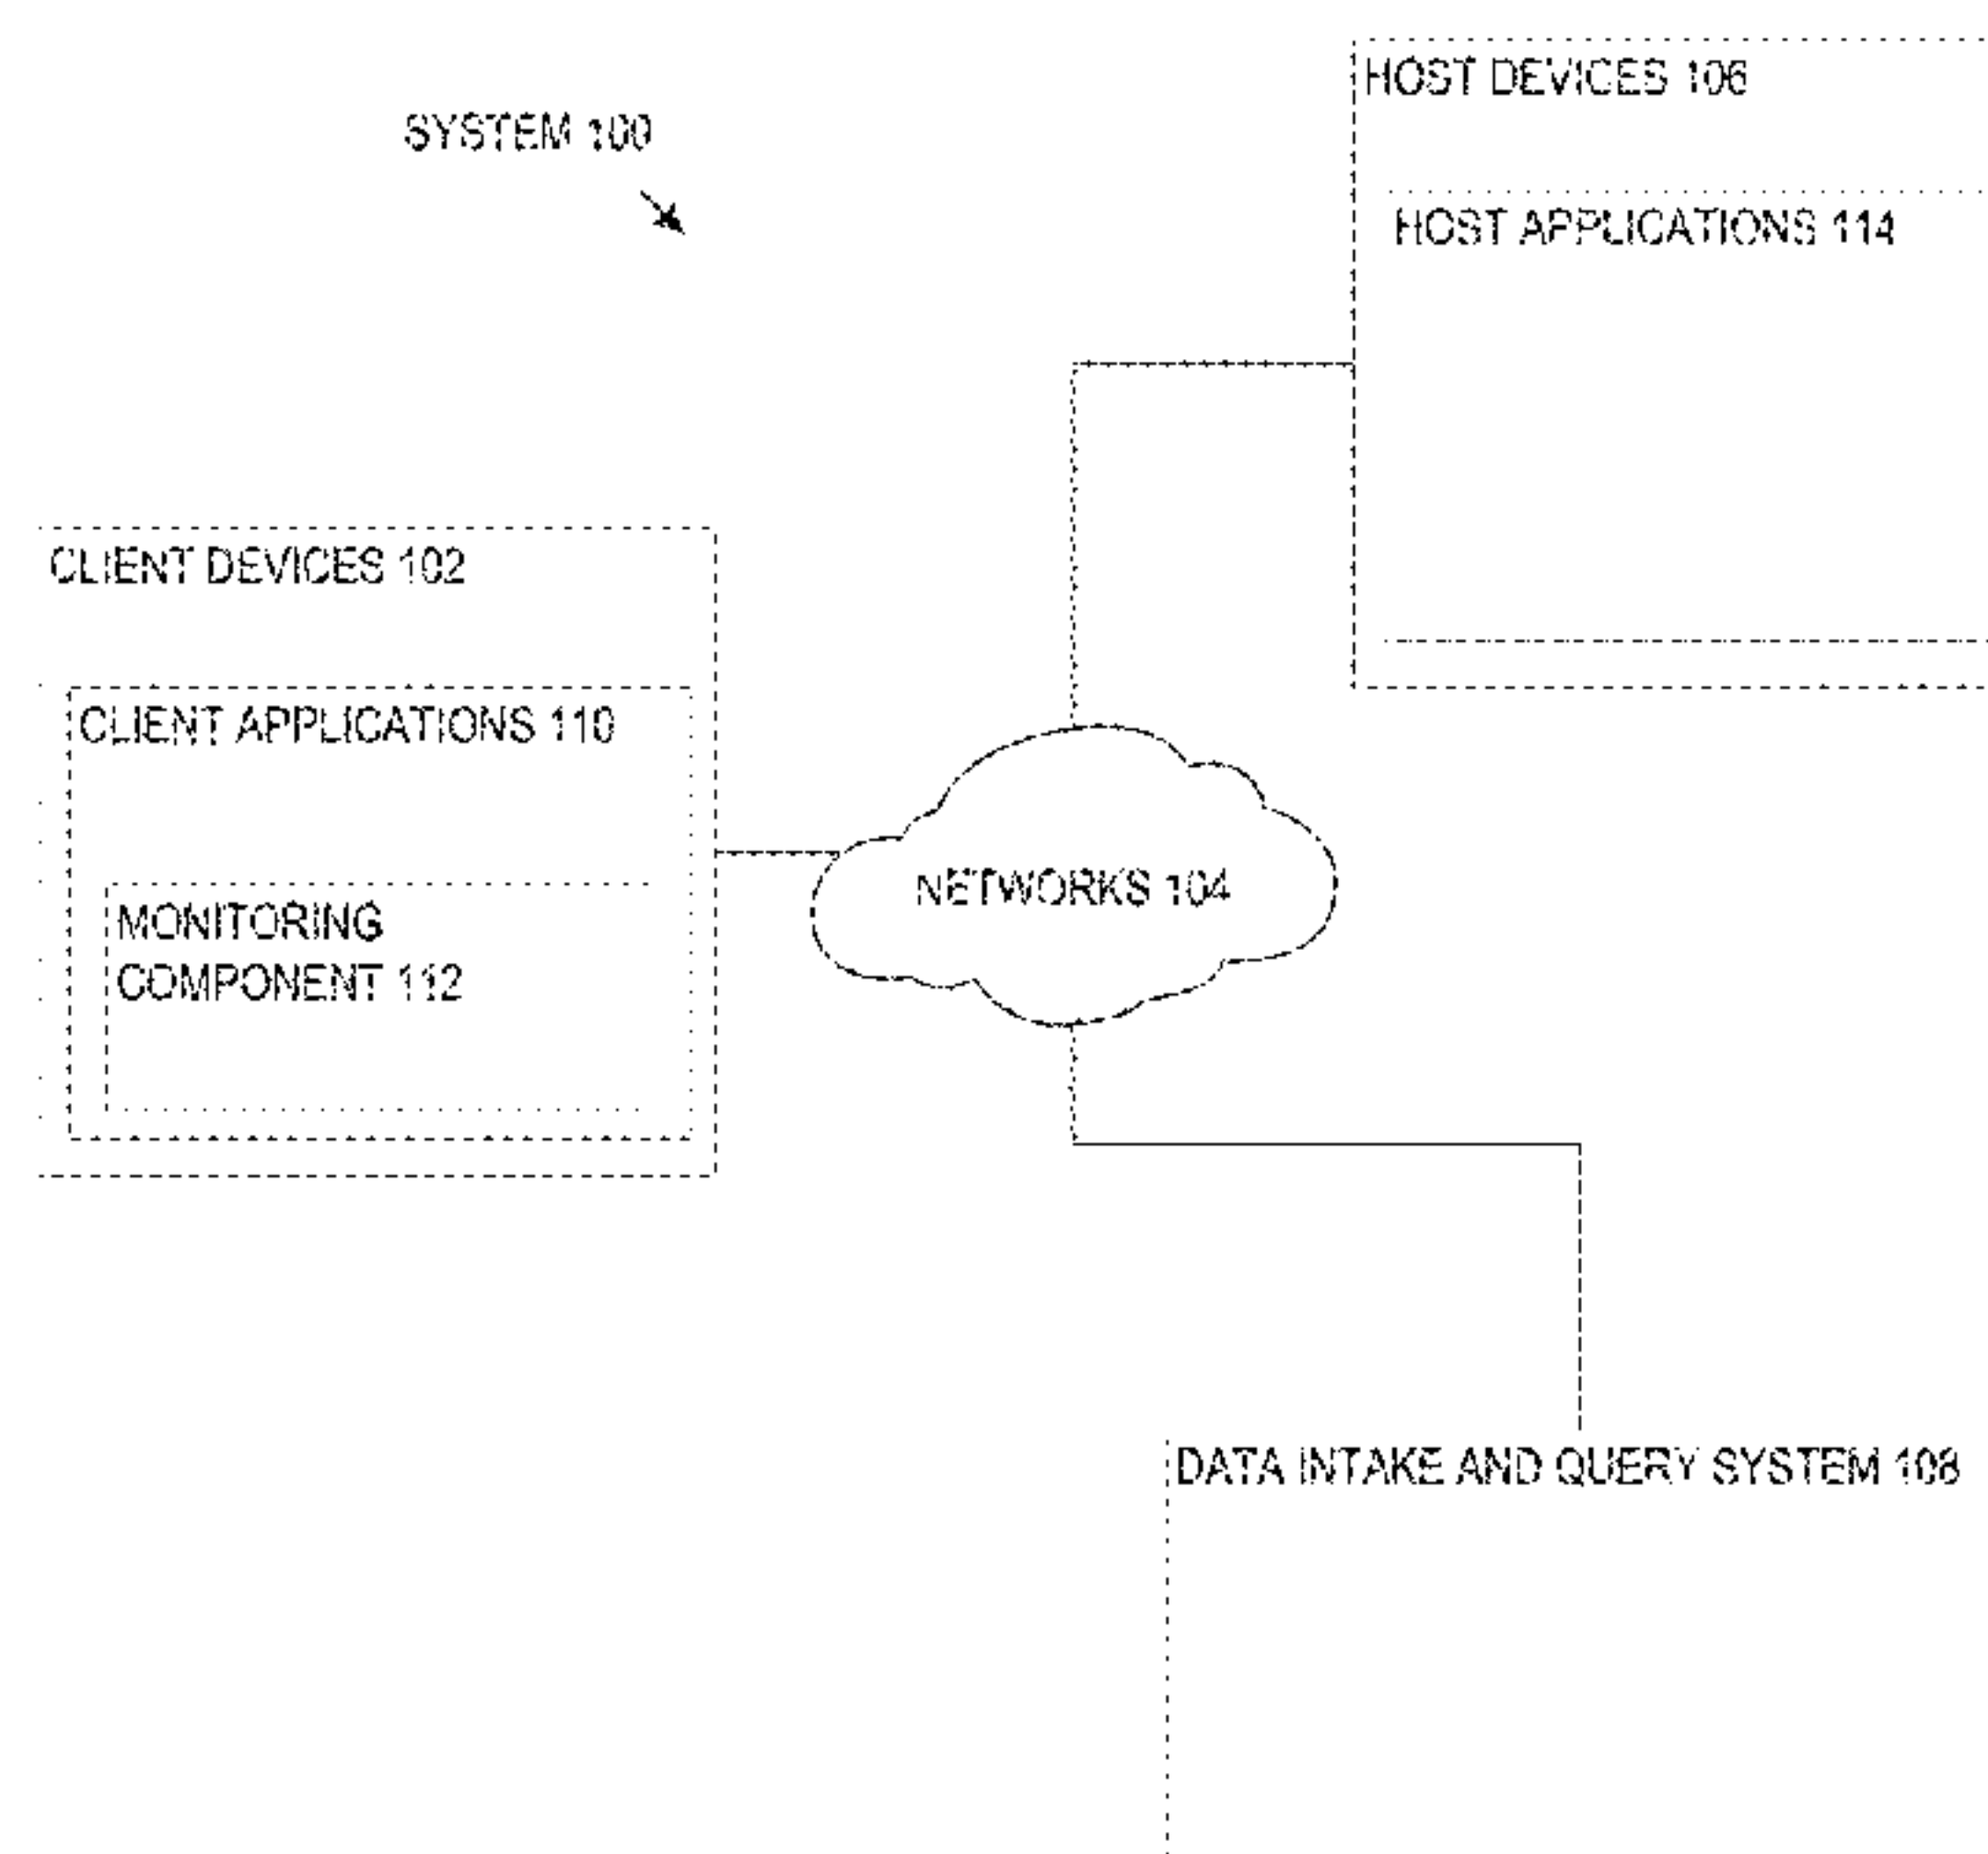 SYSTEM 100
HOST DEVICES 106
HOST APPLICATIONS 114
CLIENT DEVICES 102
CLIENT APPLICATIONS 110
MONITORING
COMPONENT 112
NETWORKS 104
DATA INTAKE AND QUERY SYSTEM 108